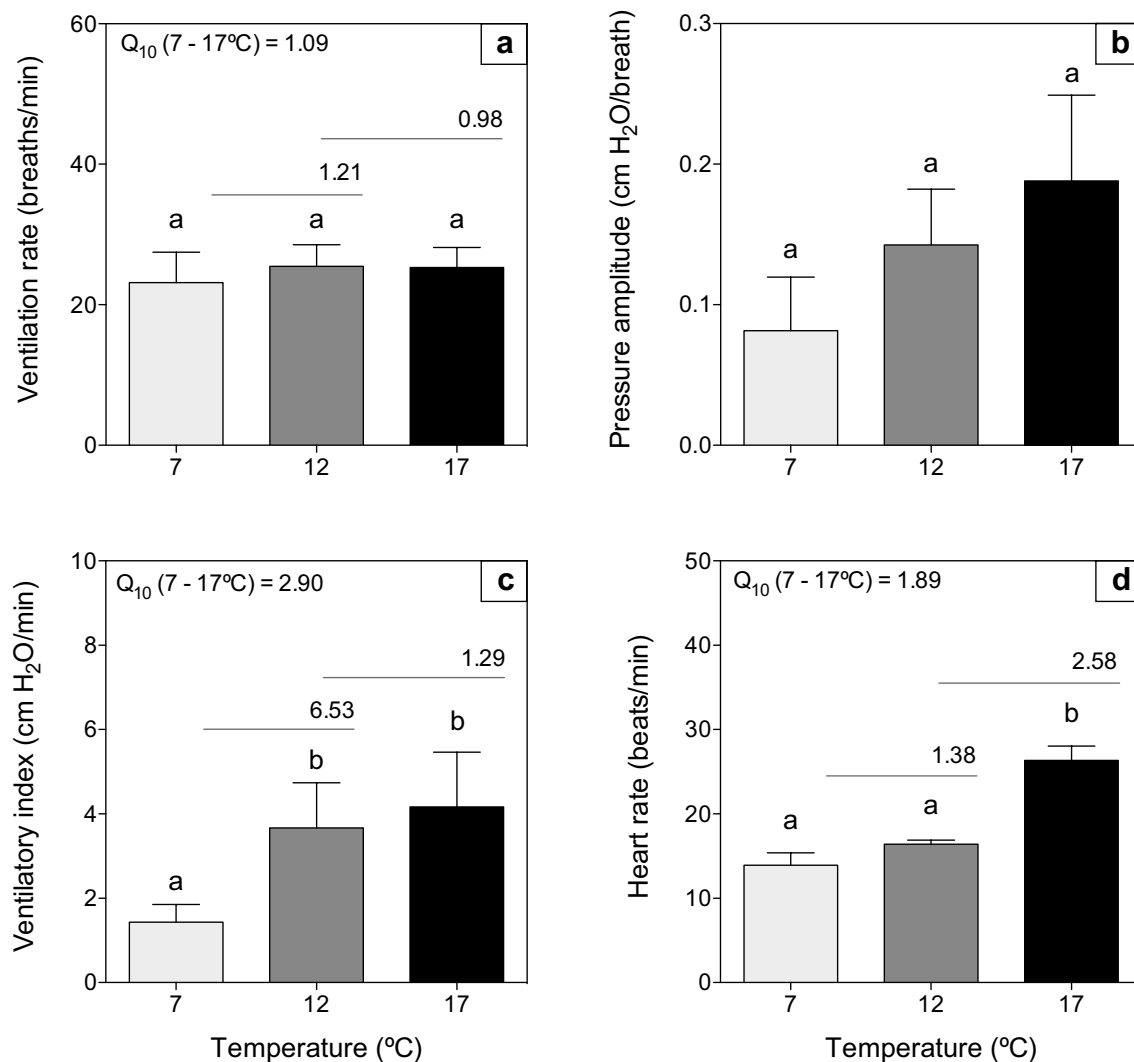 60
40
20
0
Ventilation rate (breaths/min)
Q10 (7 - 17ºC) = 1.09
a
0.98
1.21
a
a
a
7
12
17
0.3
0.2
0.1
0.0
Pressure amplitude (cm H2O/breath)
b
a
a
a
7
12
17
10
8
6
4
2
0
Ventilatory index (cm H2O/min)
Q10 (7 - 17ºC) = 2.90
c
1.29
6.53
a
b
b
7
12
17
Temperature (ºC)
50
40
30
20
10
0
Heart rate (beats/min)
Q10 (7 - 17ºC) = 1.89
d
2.58
1.38
a
a
b
7
12
17
Temperature (ºC)